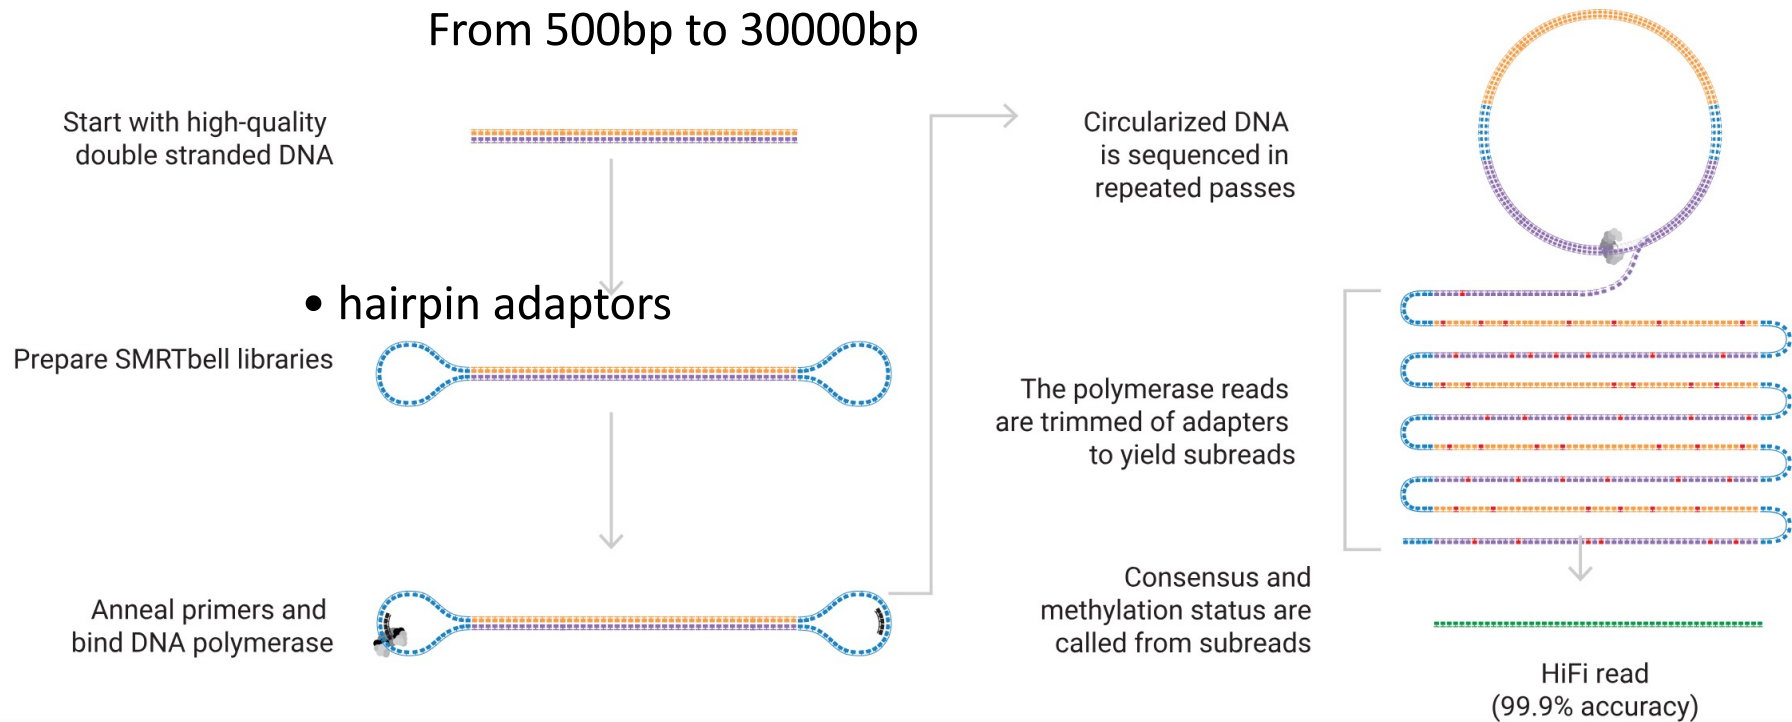 From 500bp to 30000bp
Start with high-quality
double stranded DNA
• hairpin adaptors
Prepare SMRTbell libraries
Anneal primers and
bind DNA polymerase
Circularized DNA
is sequenced in
repeated passes
The polymerase reads
are trimmed of adapters
to yield subreads
Consensus and
methylation status are
called from subreads
HiFi read
(99.9% accuracy)